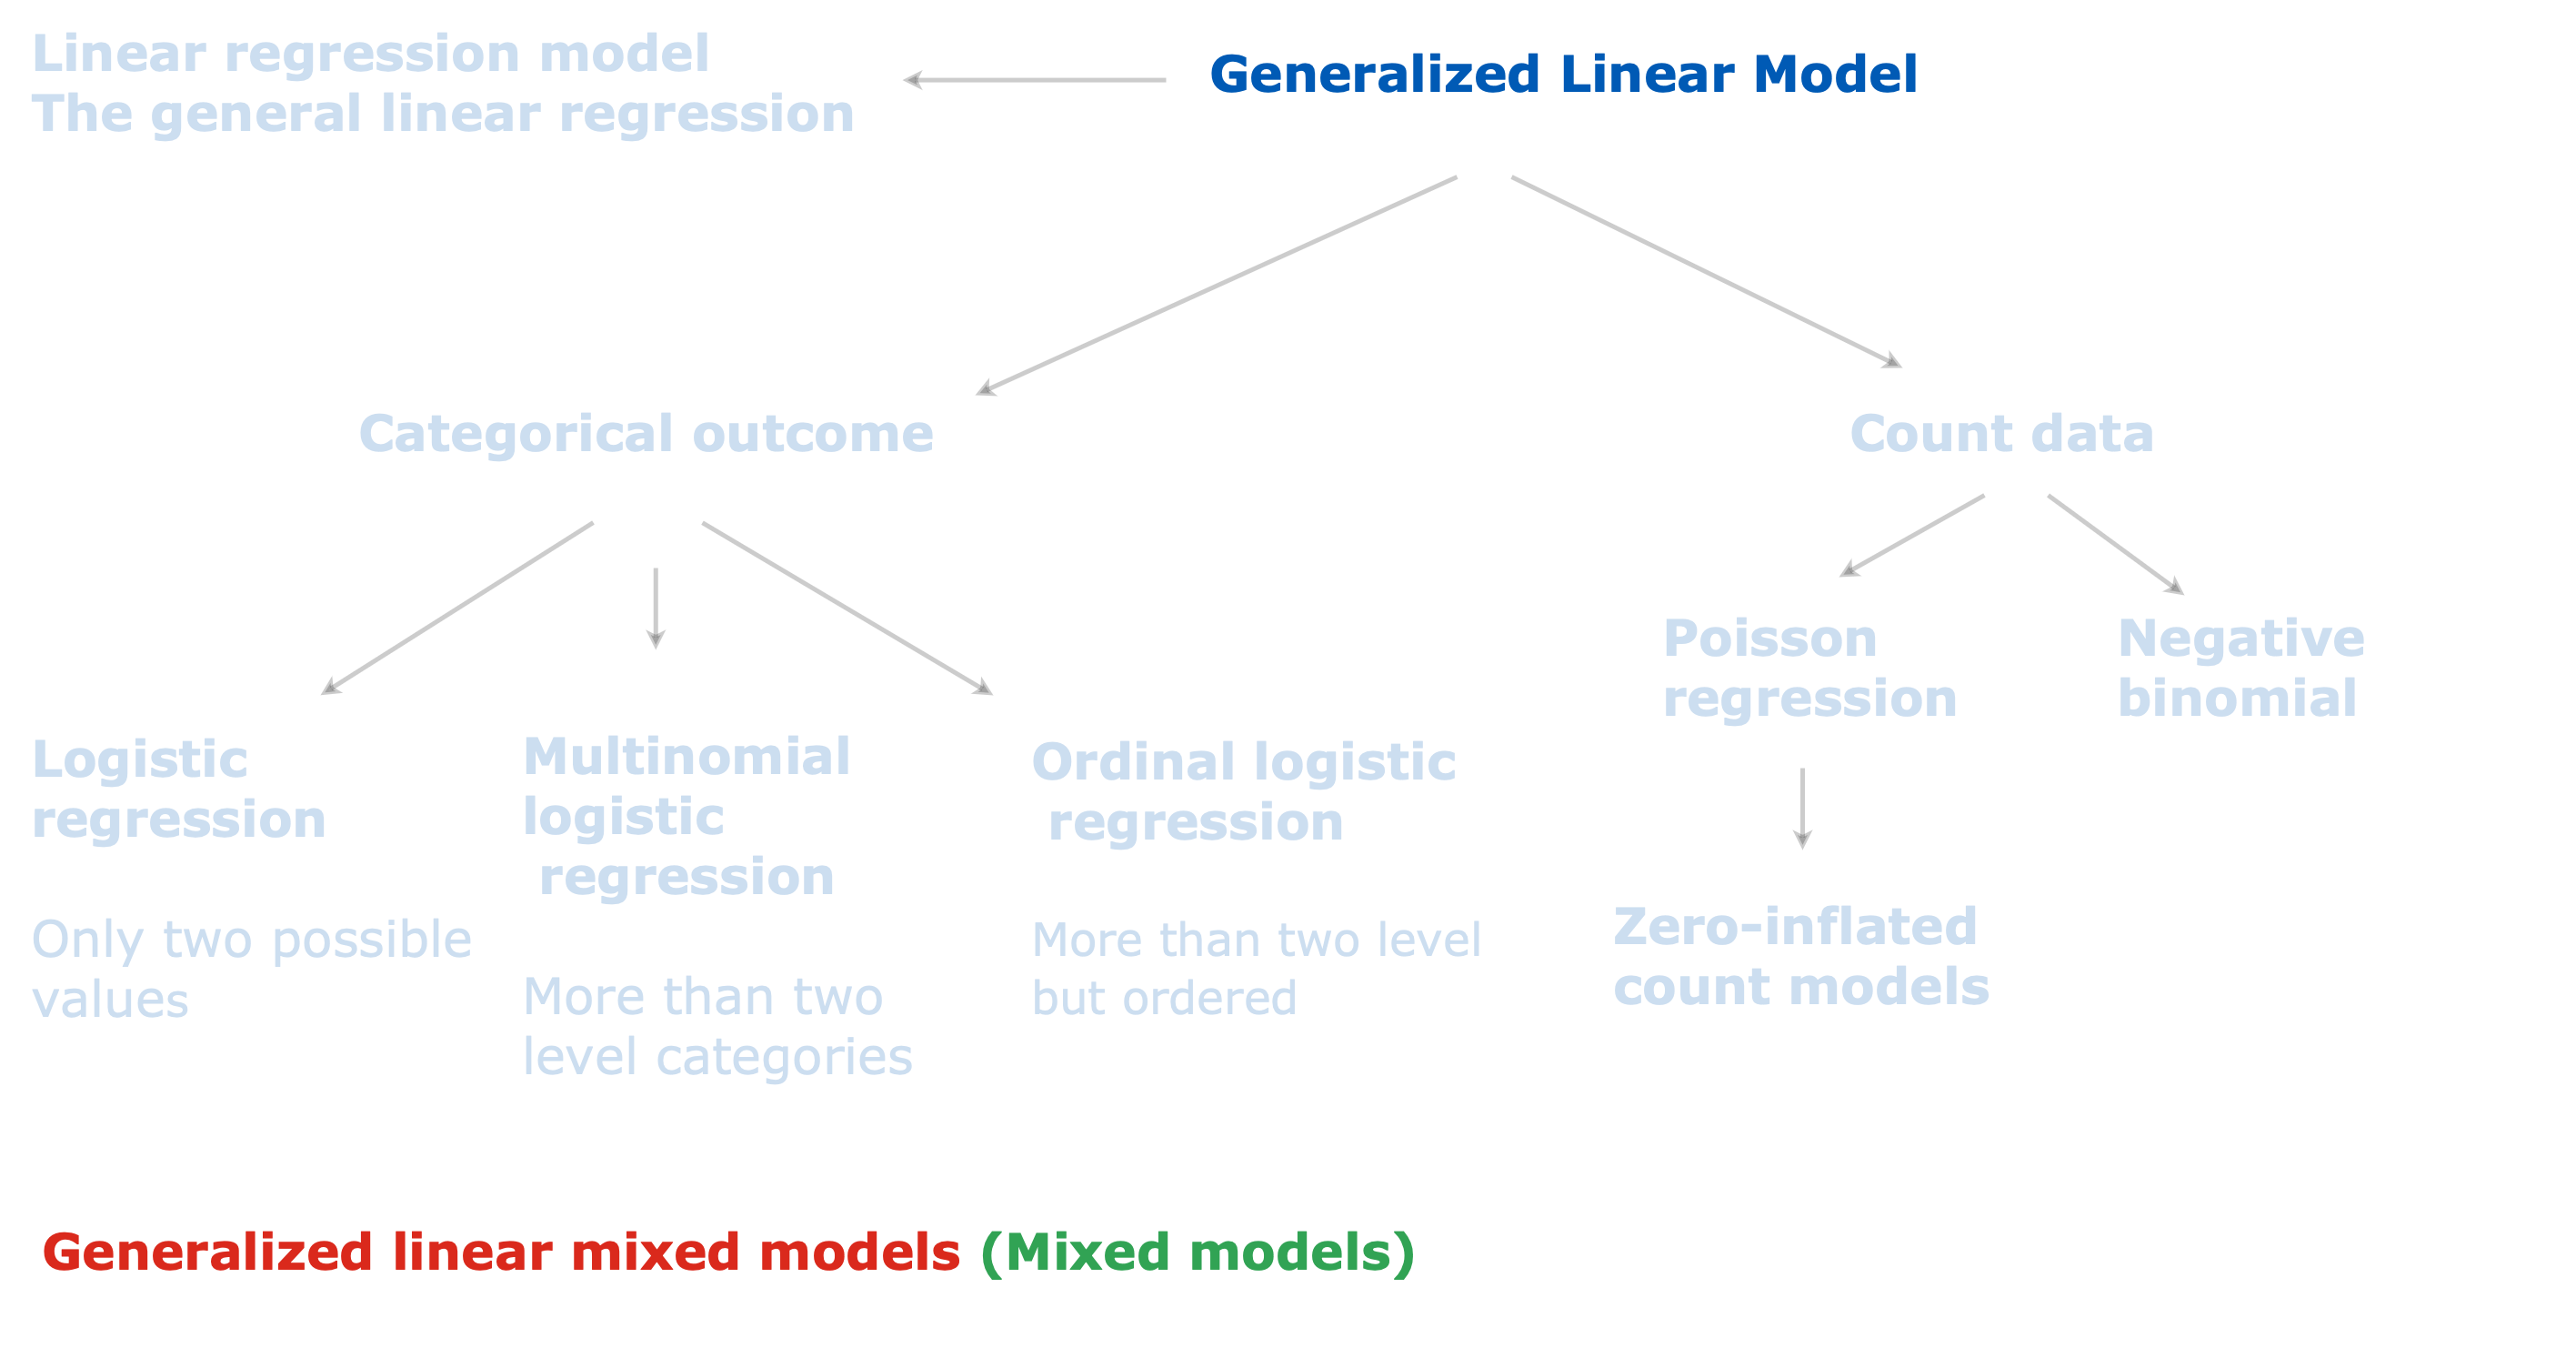 Linear regression model
The general linear regression
Generalized Linear Model
Categorical outcome
Count data
Logistic
regression
Only two possible
values
Multinomial
logistic
regression
More than two
level categories
Ordinal logistic
regression
More than two level
but ordered
Poisson
regression
Negative
binomial
Zero-inflated
count models
Generalized linear mixed models (Mixed models)